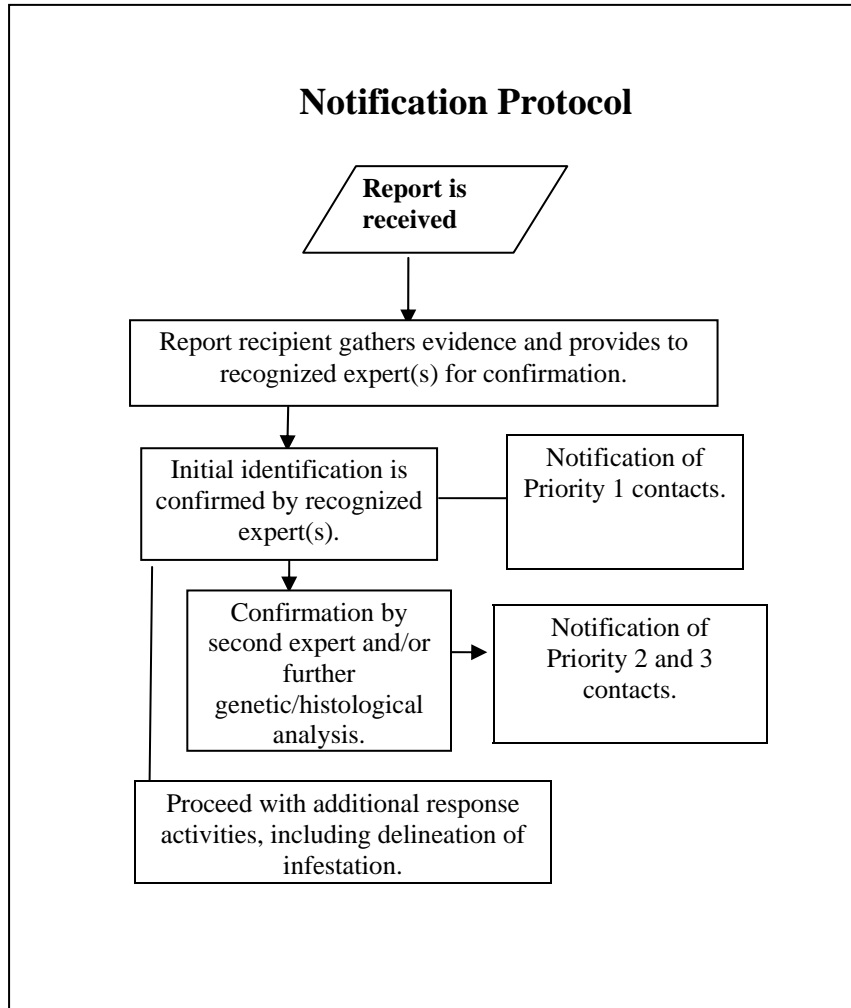 Notification Protocol
Report is
received
Report recipient gathers evidence and provides to
recognized expert(s) for confirmation.
Initial identification is
confirmed by recognized
expert(s).
Notification of
Priority 1 contacts.
Confirmation by
second expert and/or
further
genetic/histological
analysis.
Notification of
Priority 2 and 3
contacts.
Proceed with additional response
activities, including delineation of
infestation.